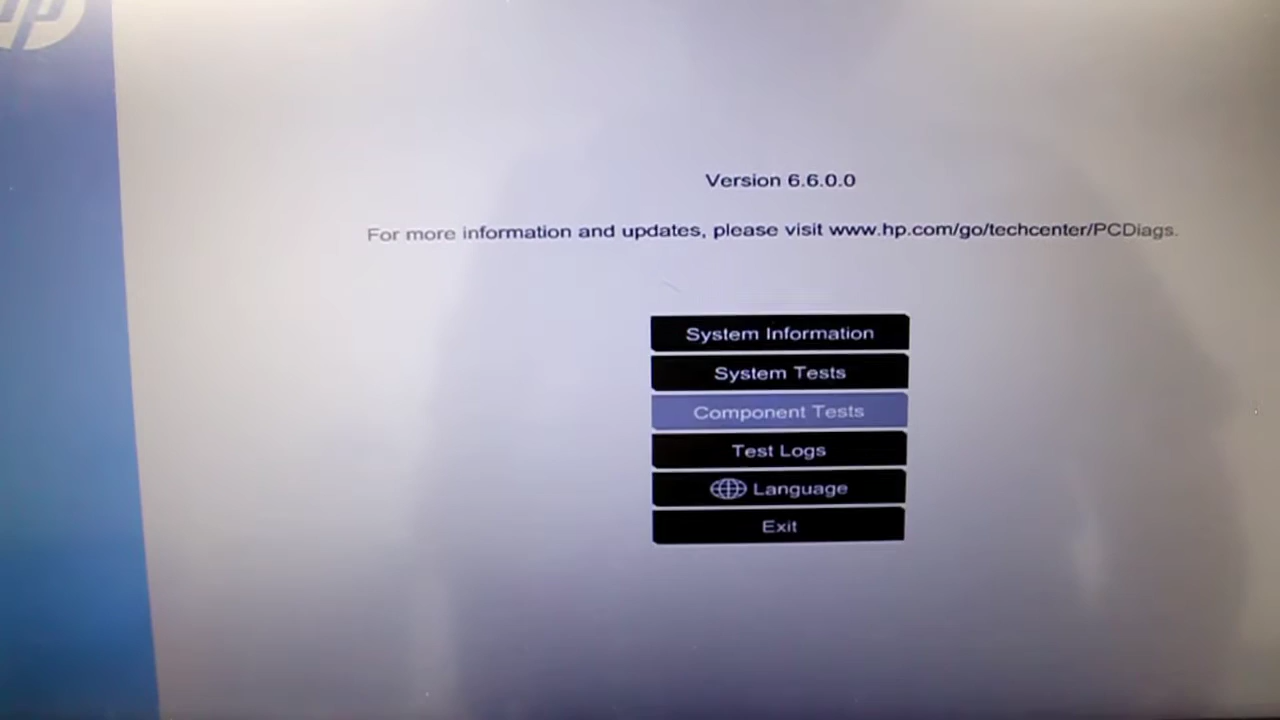 hp
Version 6.6.0.0
For more information and updates, please visit www.hp.com/go/techcenter/PCDiags.
System Information
System Tests
Component Tests
Test Logs
Language
Exit